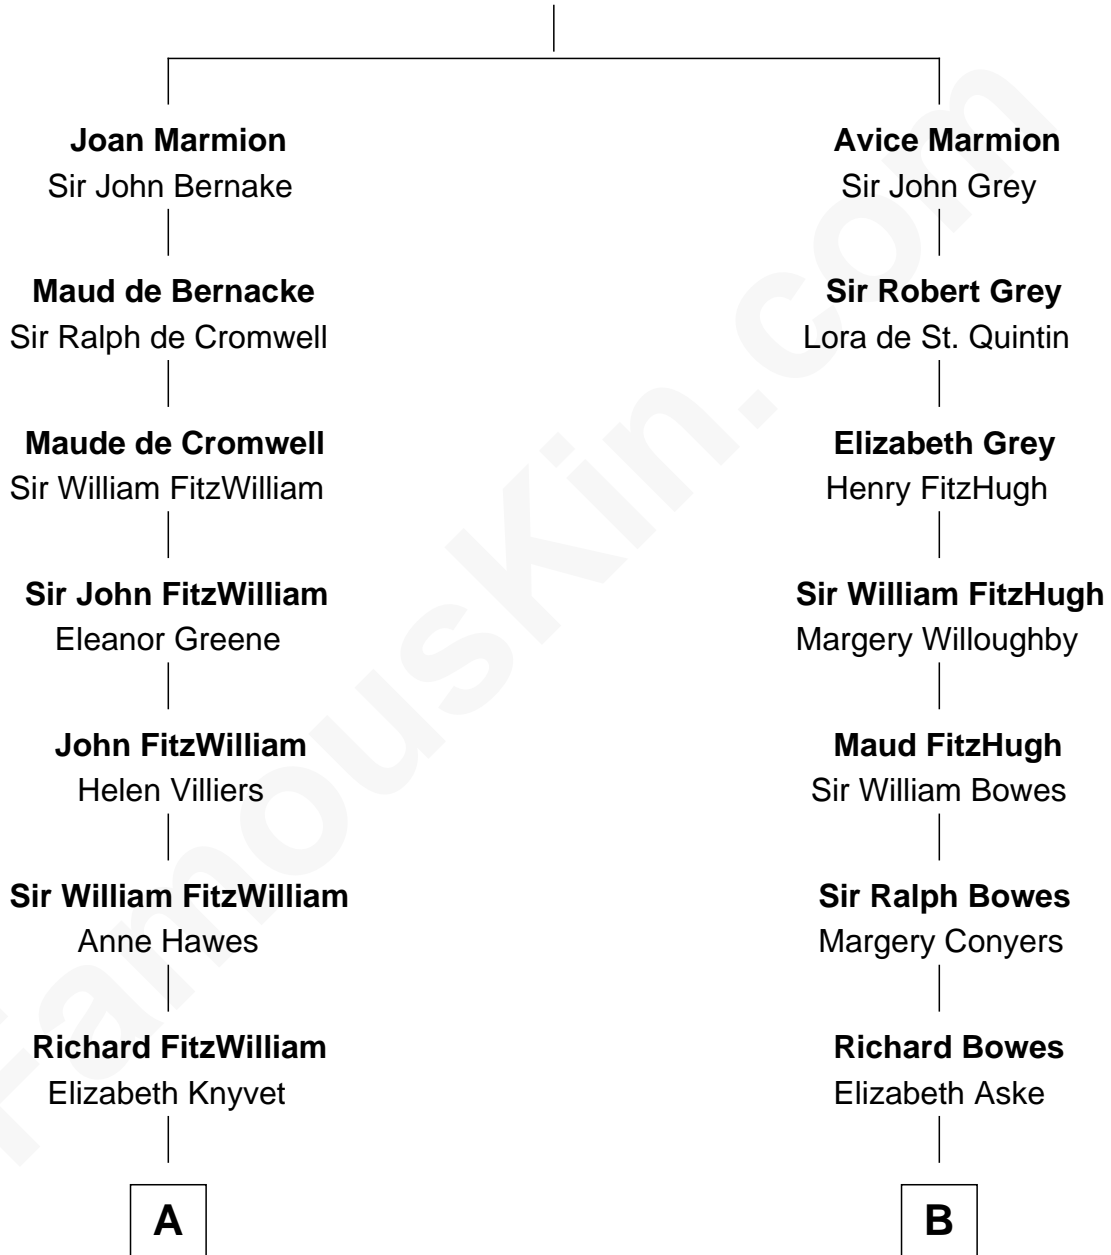 Joan Marmion
Sir John Bernake
Maud de Bernacke
Sir Ralph de Cromwell
Maude de Cromwell
Sir William FitzWilliam
Sir John FitzWilliam
Eleanor Greene
John FitzWilliam
Helen Villiers
Sir William FitzWilliam
Anne Hawes
Richard FitzWilliam
Elizabeth Knyvet
A
Avice Marmion
Sir John Grey
Sir Robert Grey
Lora de St. Quintin
Elizabeth Grey
Henry FitzHugh
Sir William FitzHugh
Margery Willoughby
Maud FitzHugh
Sir William Bowes
Sir Ralph Bowes
Margery Conyers
Richard Bowes
Elizabeth Aske
B
FamousKin.com